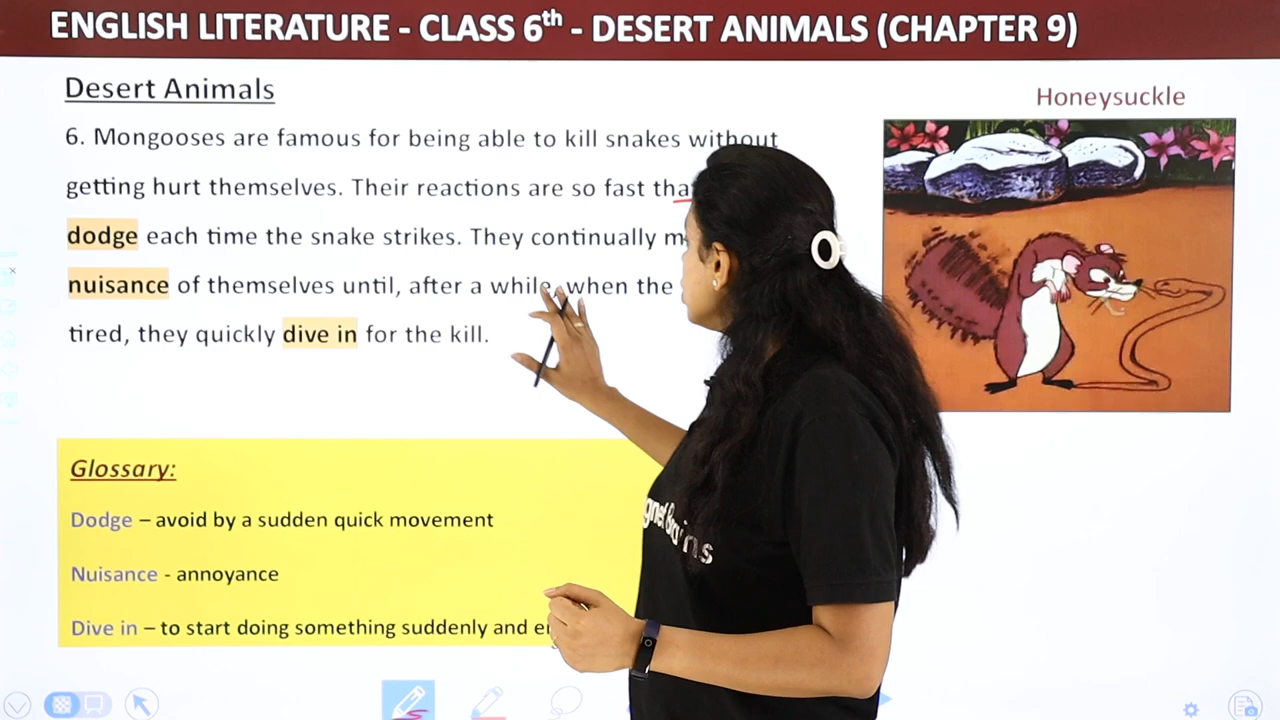 ENGLISH LITERATURE - CLASS 6th - DESERT ANIMALS (CHAPTER 9)
Desert Animals
Honeysuckle
6. Mongooses are famous for being able to kill snakes without
getting hurt themselves. Their reactions are so fast
dodge each time the snake strikes. They continually
nuisance of themselves until, after a while, when the
tired, they quickly dive in for the kill.
Glossary:
Dodge – avoid by a sudden quick movement
Nuisance - annoyance
Dive in – to start doing something suddenly and